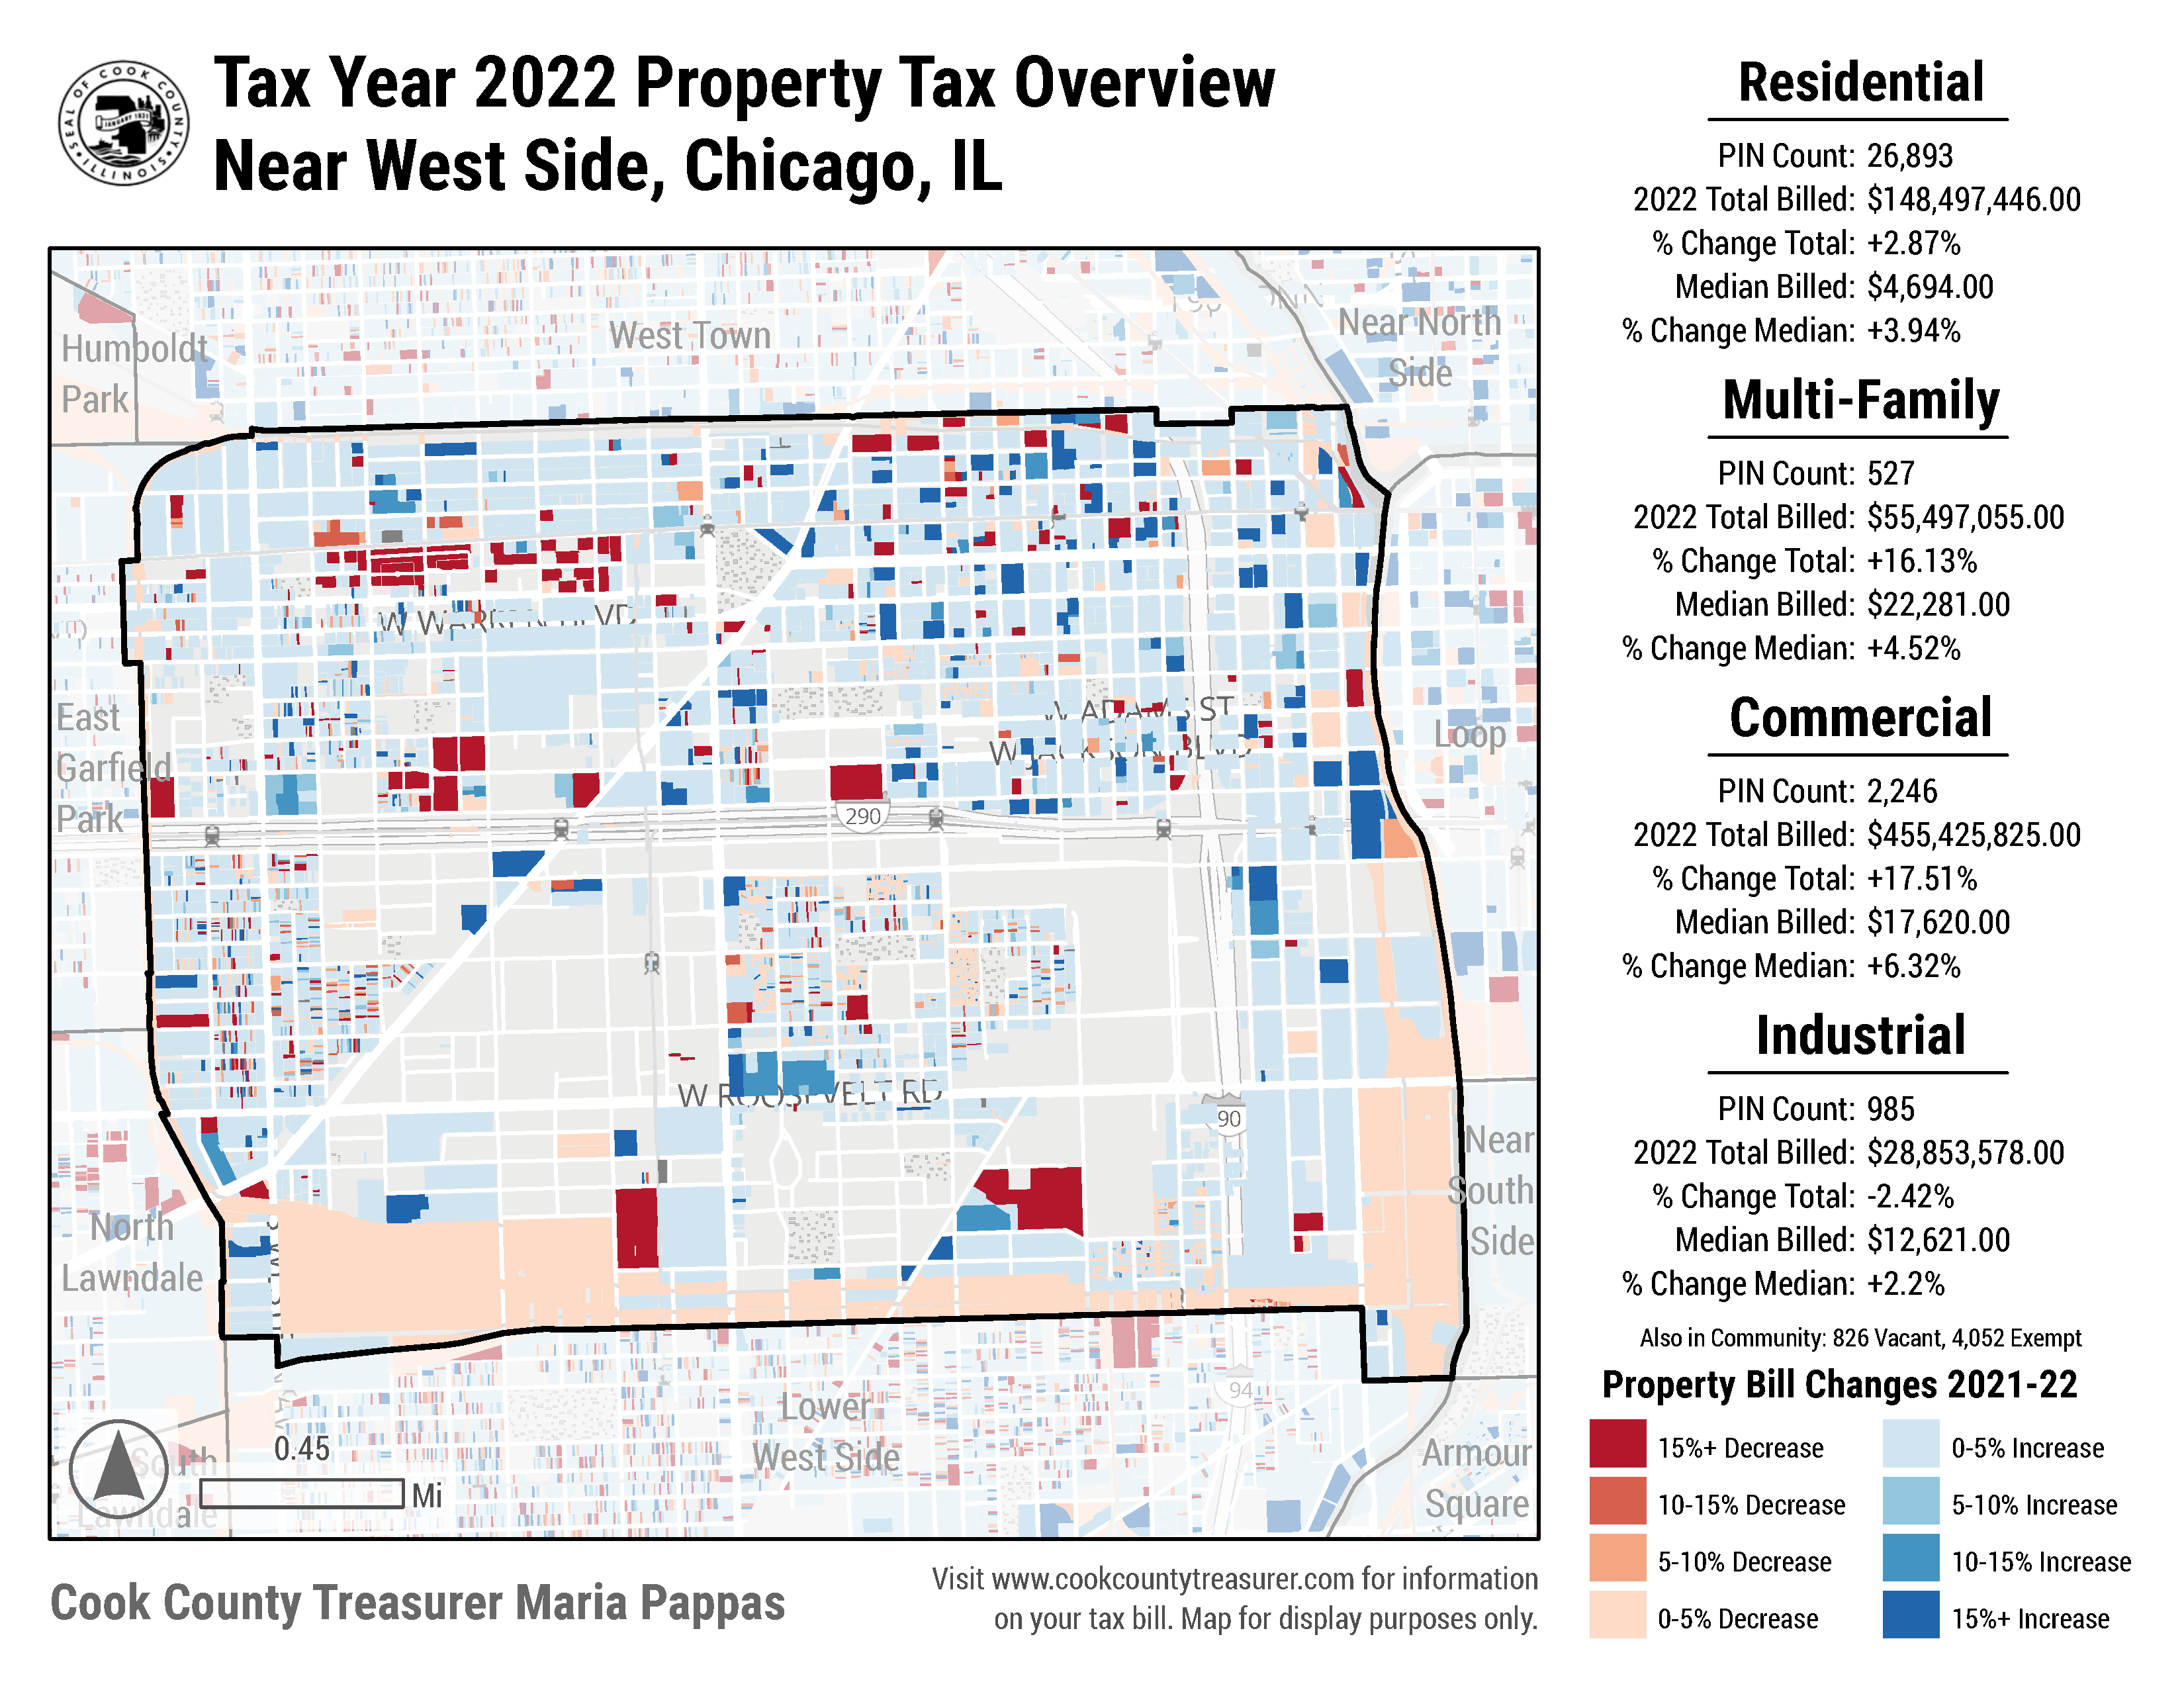 SEAL OF COOK COUNTY
ILLINOIS
JANUARY 1831
Tax Year 2022 Property Tax Overview
Near West Side, Chicago, IL
Humboldt
Park
West Town
Near North
Side
East
Garfield
Park
W ADAMS ST
W JACKSON BLVD
Loop
290
W ROOSEVELT RD
90
Near
South
Side
North
Lawndale
Lower
West Side
94
Armour
Square
South
Lawndale
0.45
Mi
Cook County Treasurer Maria Pappas
Visit www.cookcountytreasurer.com for information
on your tax bill. Map for display purposes only.
Residential
PIN Count: 26,893
2022 Total Billed: $148,497,446.00
% Change Total: +2.87%
Median Billed: $4,694.00
% Change Median: +3.94%
Multi-Family
PIN Count: 527
2022 Total Billed: $55,497,055.00
% Change Total: +16.13%
Median Billed: $22,281.00
% Change Median: +4.52%
Commercial
PIN Count: 2,246
2022 Total Billed: $455,425,825.00
% Change Total: +17.51%
Median Billed: $17,620.00
% Change Median: +6.32%
Industrial
PIN Count: 985
2022 Total Billed: $28,853,578.00
% Change Total: -2.42%
Median Billed: $12,621.00
% Change Median: +2.2%
Also in Community: 826 Vacant, 4,052 Exempt
Property Bill Changes 2021-22
15%+ Decrease
10-15% Decrease
5-10% Decrease
0-5% Decrease
0-5% Increase
5-10% Increase
10-15% Increase
15%+ Increase